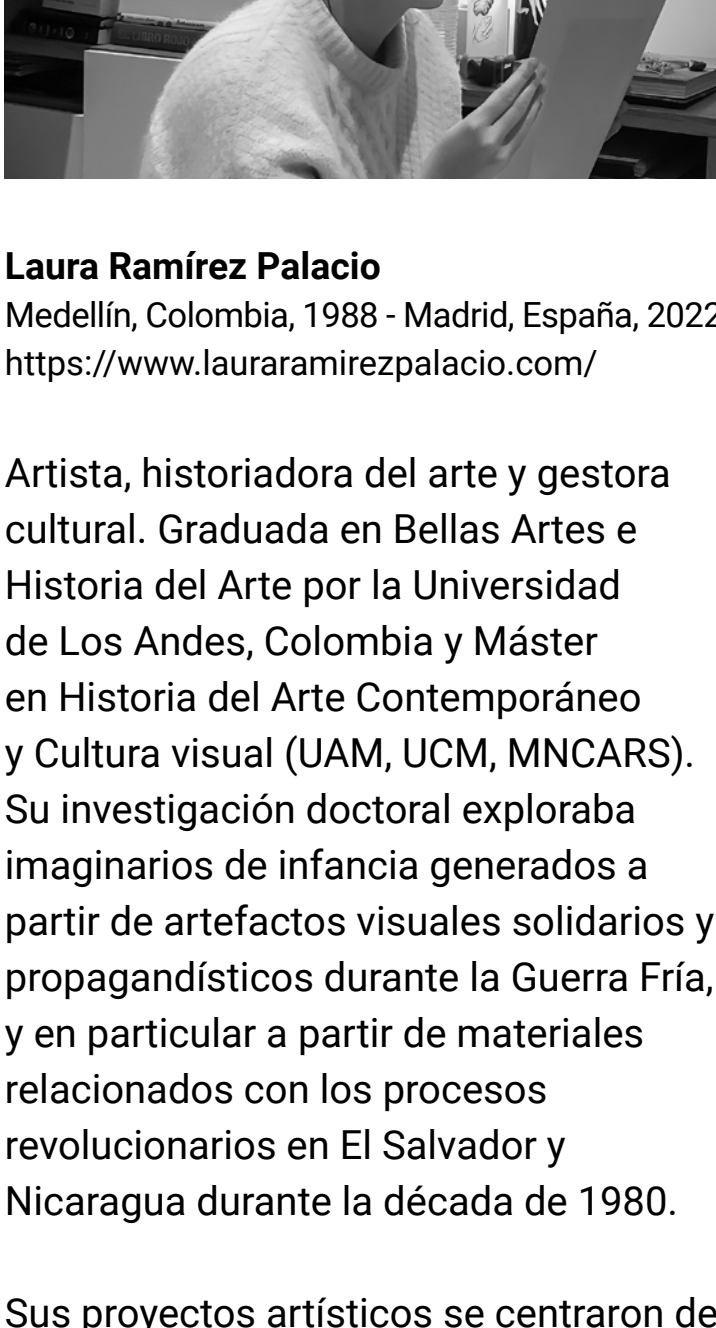 EL LIBRO ROJO
Laura Ramírez Palacio
Medellín, Colombia, 1988 - Madrid, España, 2022
https://www.lauraramirezpalacio.com/
Artista, historiadora del arte y gestora
cultural. Graduada en Bellas Artes e
Historia del Arte por la Universidad
de Los Andes, Colombia y Máster
en Historia del Arte Contemporáneo
y Cultura visual (UAM, UCM, MNCARS).
Su investigación doctoral exploraba
imaginarios de infancia generados a
partir de artefactos visuales solidarios y
propagandísticos durante la Guerra Fría,
y en particular a partir de materiales
relacionados con los procesos
revolucionarios en El Salvador y
Nicaragua durante la década de 1980.
Sus proyectos artísticos se centraron de